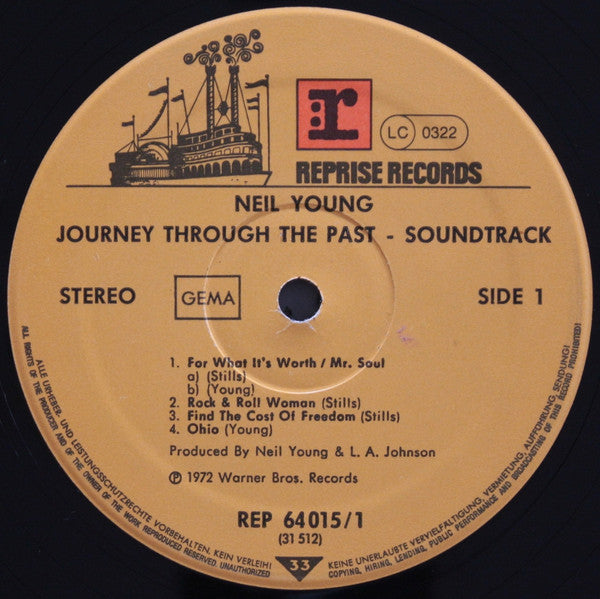 r
LC 0322
REPRISE RECORDS
NEIL YOUNG
JOURNEY THROUGH THE PAST - SOUNDTRACK
STEREO
GEMA
SIDE 1
1. For What It's Worth / Mr. Soul
a) (Stills)
b) (Young)
2. Rock & Roll Woman (Stills)
3. Find The Cost Of Freedom (Stills)
4. Ohio (Young)
Produced By Neil Young & L. A. Johnson
Ⓟ 1972 Warner Bros. Records
REP 64 015/1
(31 512)
ALLE URHEBER- UND LEISTUNGSSCHUTZRECHTE VORBEHALTEN. KEIN VERLEIH!
KEINE UNERLAUBTE VERVIELFÄLTIGUNG, VERMIETUNG, AUFFÜHRUNG, SENDUNG!
ALL RIGHTS OF THE PRODUCER AND OF THE OWNER OF THE WORK REPRODUCED RESERVED. UNAUTHORIZED
COPYING, HIRING, LENDING, PUBLIC PERFORMANCE AND BROADCASTING OF THIS RECORD PROHIBITED!
33